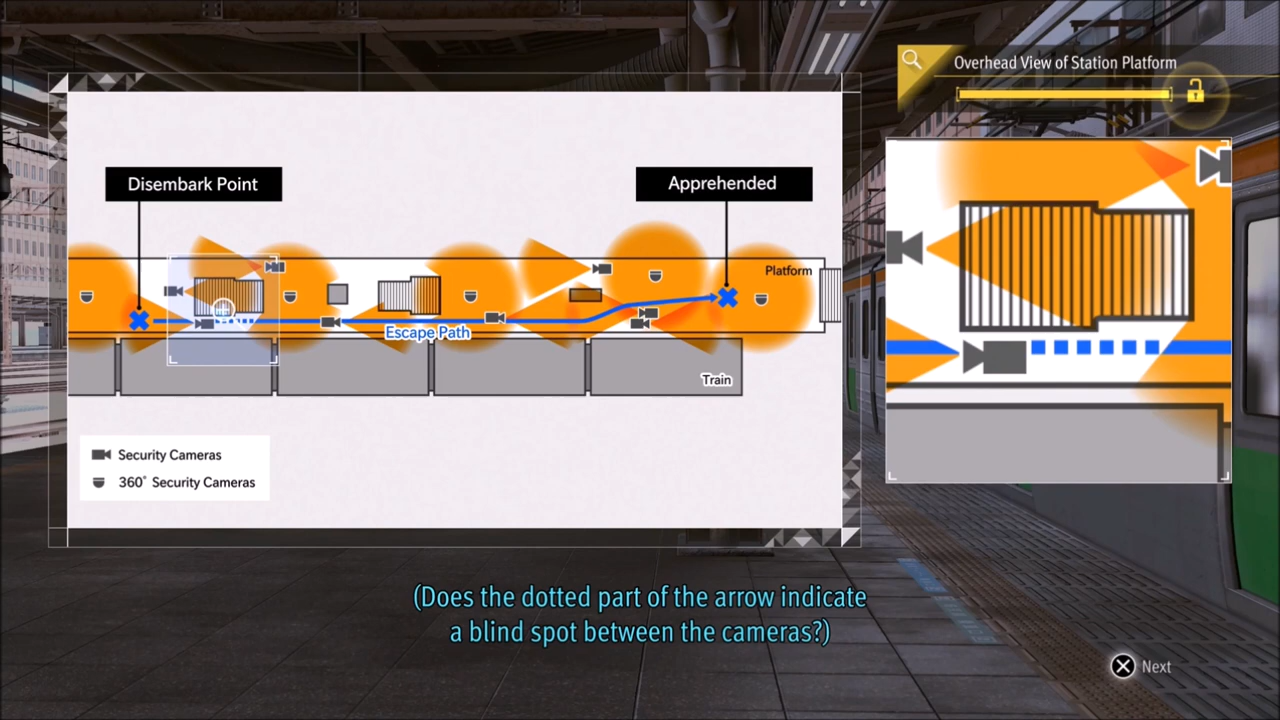 Overhead View of Station Platform
Disembark Point
Apprehended
Platform
Escape Path
Train
Security Cameras
360° Security Cameras
(Does the dotted part of the arrow indicate
a blind spot between the cameras?)
Next